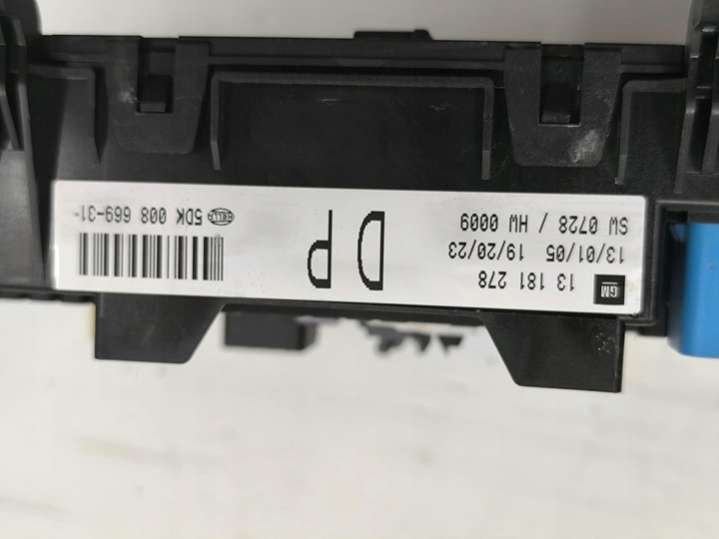 GM
13 181 278
13/01/05 19/20/23
SW 0728 / HW 0009
DP
HELLA 5DK 008 669-31